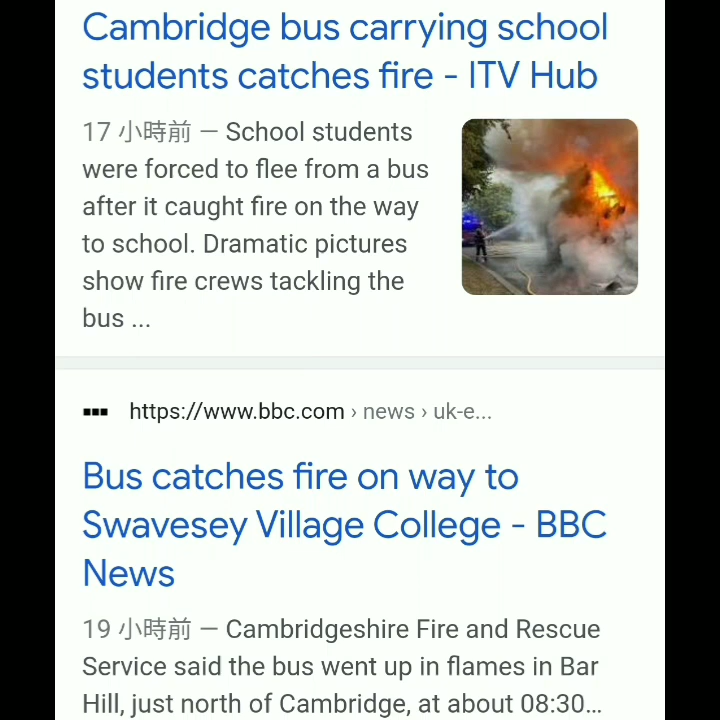 Cambridge bus carrying school
students catches fire - ITV Hub
17 小時前 — School students
were forced to flee from a bus
after it caught fire on the way
to school. Dramatic pictures
show fire crews tackling the
bus ...
https://www.bbc.com › news › uk-e...
Bus catches fire on way to
Swavesey Village College - BBC
News
19 小時前 — Cambridgeshire Fire and Rescue
Service said the bus went up in flames in Bar
Hill, just north of Cambridge, at about 08:30...